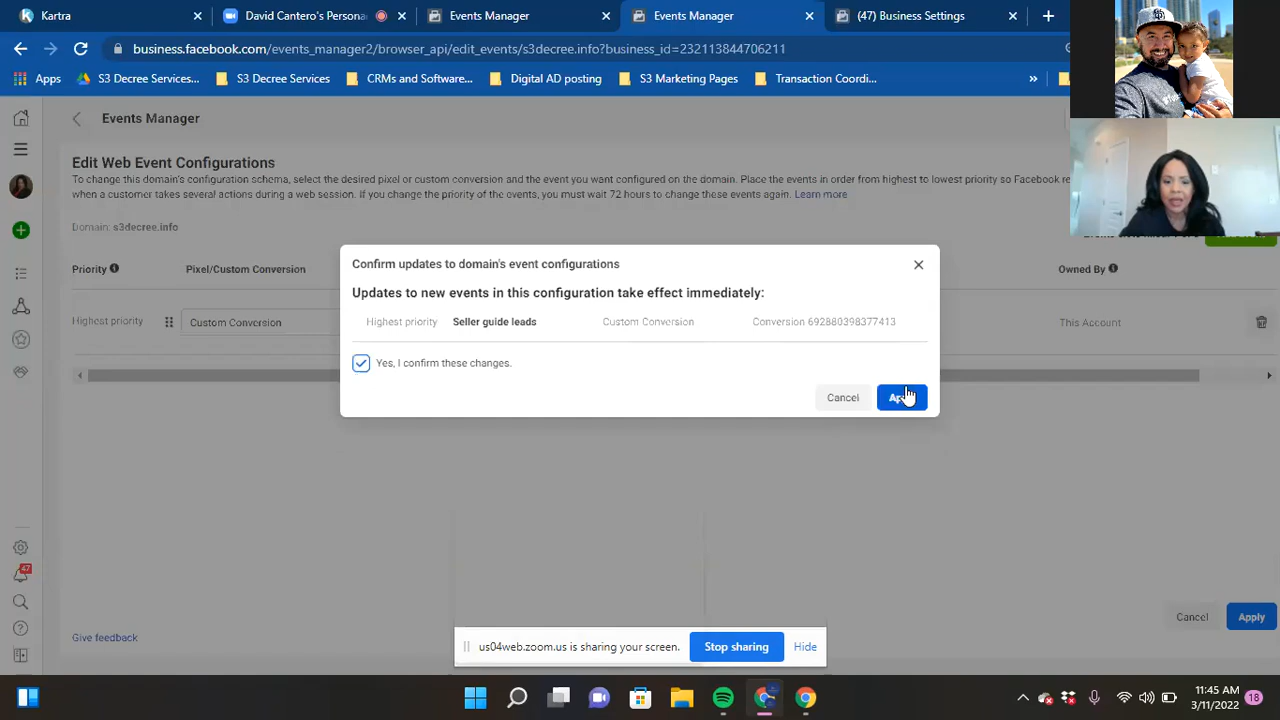 Kartra
David Cantero's Persona
Events Manager
Events Manager
(47) Business Settings
business.facebook.com/events_manager2/browser_api/edit_events/s3decree.info?business_id=232113844706211
Apps
S3 Decree Services...
S3 Decree Services
CRMs and Software...
Digital AD posting
S3 Marketing Pages
Transaction Coordi...
Events Manager
Edit Web Event Configurations
To change this domain's configuration schema, select the desired pixel or custom conversion and the event you want configured on the domain. Place the events in order from highest to lowest priority so Facebook re
when a customer takes several actions during a web session. If you change the priority of the events, you must wait 72 hours to change these events again. Learn more
Domain: s3decree.info
Priority
Pixel/Custom Conversion
Owned By
Highest priority
Custom Conversion
This Account
Confirm updates to domain's event configurations
Updates to new events in this configuration take effect immediately:
Highest priority Seller guide leads Custom Conversion Conversion 692880398377413
Yes, I confirm these changes.
Cancel
47
Cancel Apply
Give feedback
us04web.zoom.us is sharing your screen. Stop sharing Hide
11:45 AM
3/11/2022
18